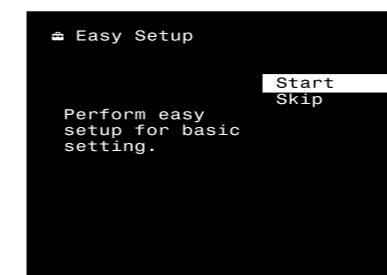 Easy Setup
Start
Skip
Perform easy
setup for basic
setting.